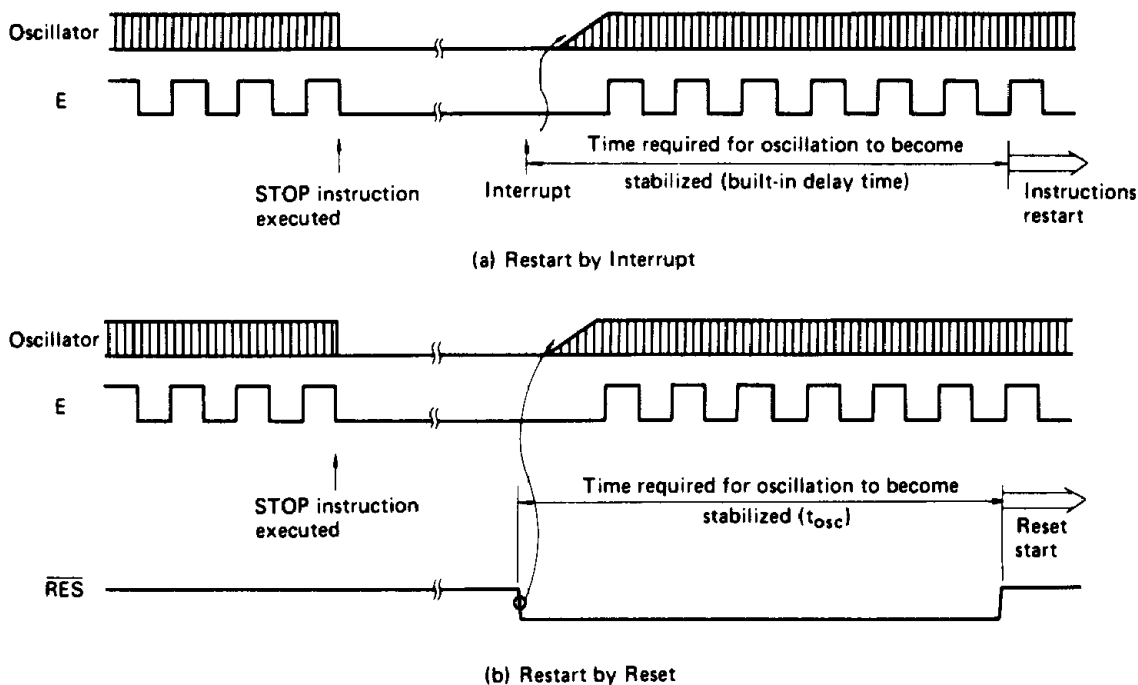 Oscillator
E
Time required for oscillation to become
stabilized (built-in delay time)
STOP instruction
executed
Interrupt
Instructions
restart
(a) Restart by Interrupt
Oscillator
E
Time required for oscillation to become
stabilized (tosc)
STOP instruction
executed
Reset
start
RES
(b) Restart by Reset